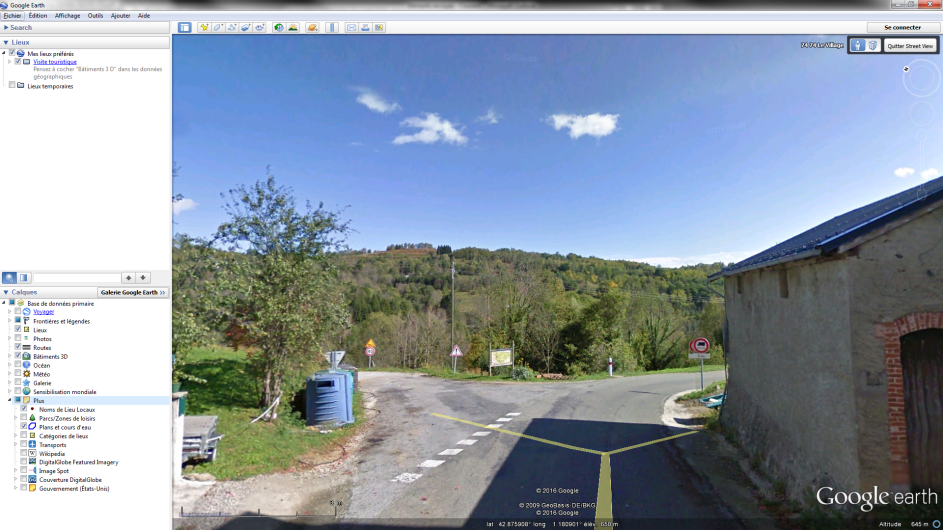 Google Earth
Fichier Édition Affichage Outils Ajouter Aide
Search
Se connecter
Lieux
Mes lieux préférés
Visite touristique
Pensez à cocher "Bâtiments 3 D" dans les données
géographiques
Lieux temporaires
Quitter Street View
Calques
Galerie Google Earth >>
Base de données primaire
Voyager
Frontières et légendes
Lieux
Photos
Routes
Bâtiments 3D
Océan
Météo
Galerie
Sensibilisation mondiale
Plus
Noms de Lieu Locaux
Parcs/Zones de loisirs
Plans et cours d'eau
Catégories de lieux
Transports
Wikipedia
DigitalGlobe Featured Imagery
Image Spot
Couverture DigitalGlobe
Gouvernement (États-Unis)
© 2016 Google
© 2009 GeoBasis-DE/BKG
© 2016 Google
Google earth
lat 42.875908° long 1.180901° élév 650 m
Altitude 645 m